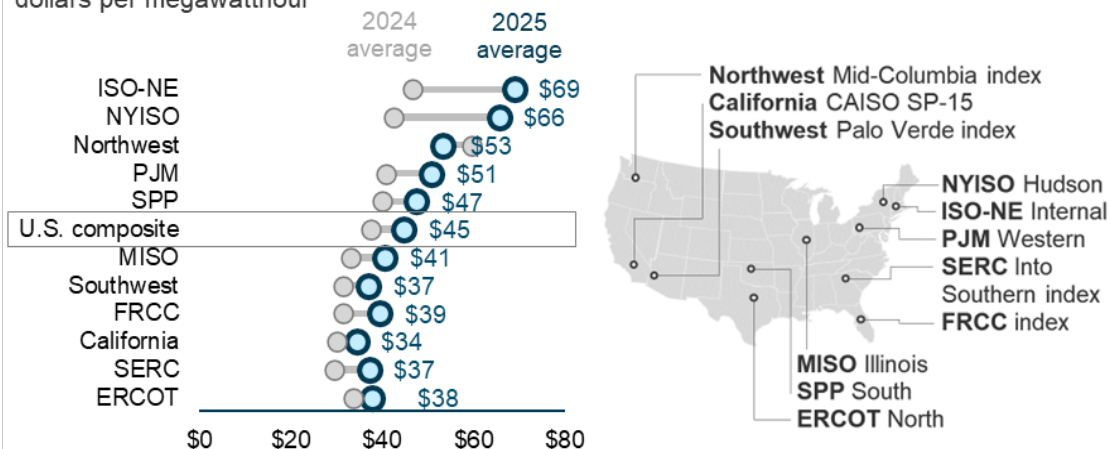 dollars per megawatthour
2024
average
2025
average
ISO-NE $69
NYISO $66
Northwest $53
PJM $51
SPP $47
U.S. composite $45
MISO $41
Southwest $37
FRCC $39
California $34
SERC $37
ERCOT $38
$0 $20 $40 $60 $80
Northwest Mid-Columbia index
California CAISO SP-15
Southwest Palo Verde index
NYISO Hudson
ISO-NE Internal
PJM Western
SERC Into
Southern index
FRCC index
MISO Illinois
SPP South
ERCOT North